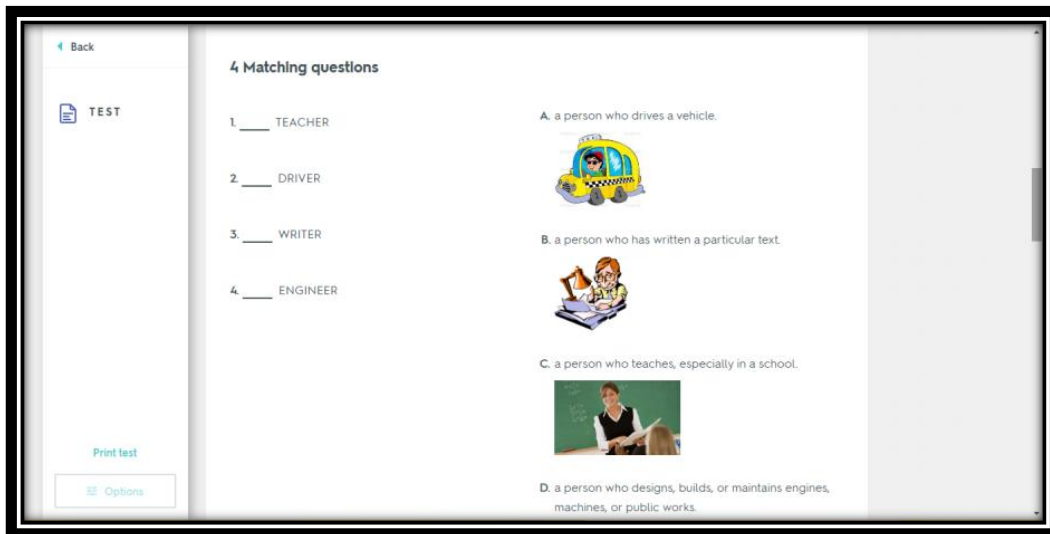 Back
TEST
4 Matching questions
1. ____ TEACHER
2. ____ DRIVER
3. ____ WRITER
4. ____ ENGINEER
A. a person who drives a vehicle.
B. a person who has written a particular text.
C. a person who teaches, especially in a school.
D. a person who designs, builds, or maintains engines,
machines, or public works.
Print test
Options